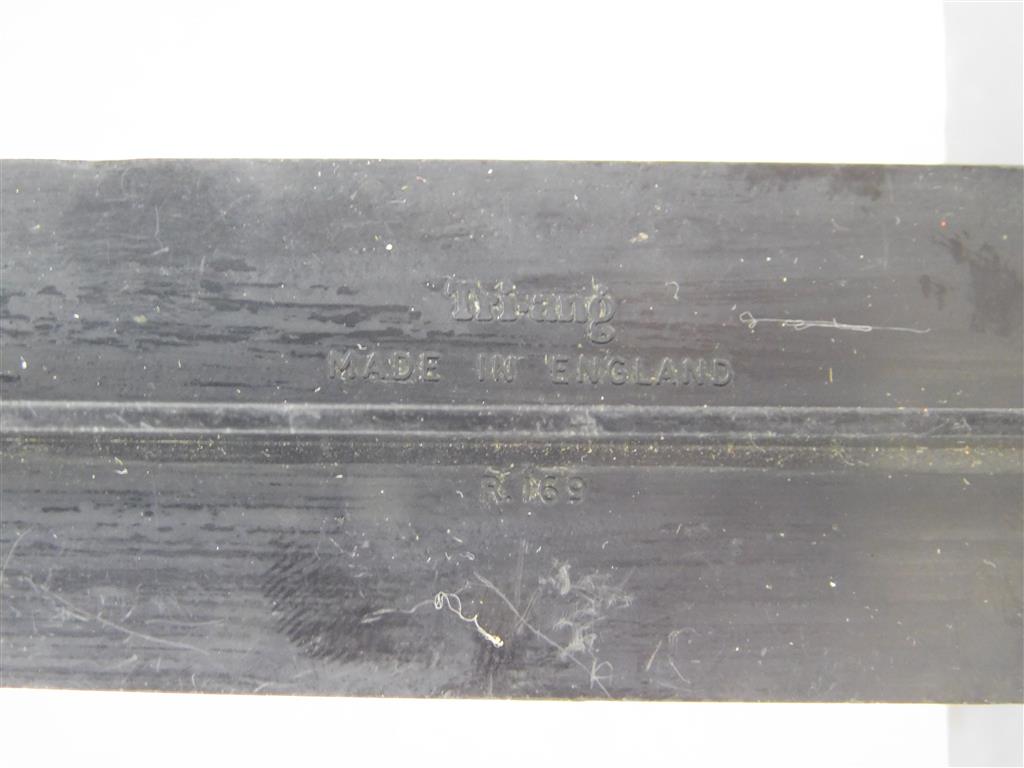 Tri-ang
MADE IN ENGLAND
R.169